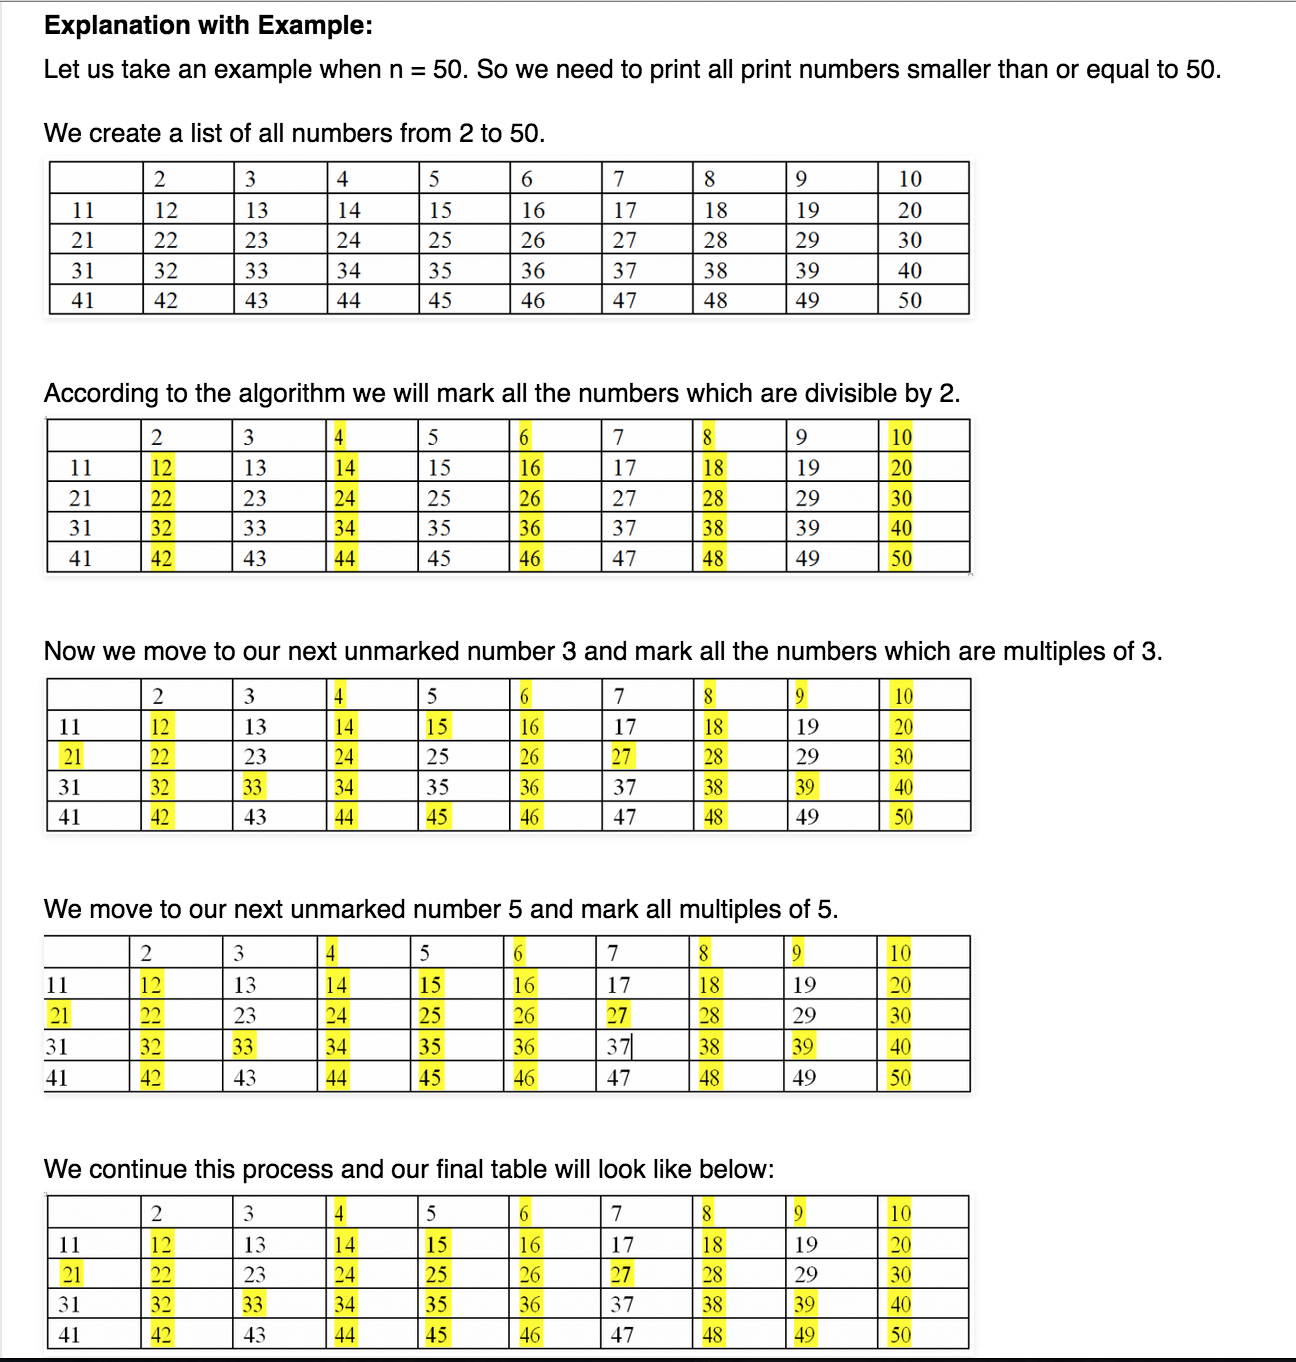 Explanation with Example:
Let us take an example when n = 50. So we need to print all print numbers smaller than or equal to 50.
We create a list of all numbers from 2 to 50.
2 3 4 5 6 7 8 9 10
11 12 13 14 15 16 17 18 19 20
21 22 23 24 25 26 27 28 29 30
31 32 33 34 35 36 37 38 39 40
41 42 43 44 45 46 47 48 49 50
According to the algorithm we will mark all the numbers which are divisible by 2.
2 3 4 5 6 7 8 9 10
11 12 13 14 15 16 17 18 19 20
21 22 23 24 25 26 27 28 29 30
31 32 33 34 35 36 37 38 39 40
41 42 43 44 45 46 47 48 49 50
Now we move to our next unmarked number 3 and mark all the numbers which are multiples of 3.
2 3 4 5 6 7 8 9 10
11 12 13 14 15 16 17 18 19 20
21 22 23 24 25 26 27 28 29 30
31 32 33 34 35 36 37 38 39 40
41 42 43 44 45 46 47 48 49 50
We move to our next unmarked number 5 and mark all multiples of 5.
2 3 4 5 6 7 8 9 10
11 12 13 14 15 16 17 18 19 20
21 22 23 24 25 26 27 28 29 30
31 32 33 34 35 36 37 38 39 40
41 42 43 44 45 46 47 48 49 50
We continue this process and our final table will look like below:
2 3 4 5 6 7 8 9 10
11 12 13 14 15 16 17 18 19 20
21 22 23 24 25 26 27 28 29 30
31 32 33 34 35 36 37 38 39 40
41 42 43 44 45 46 47 48 49 50